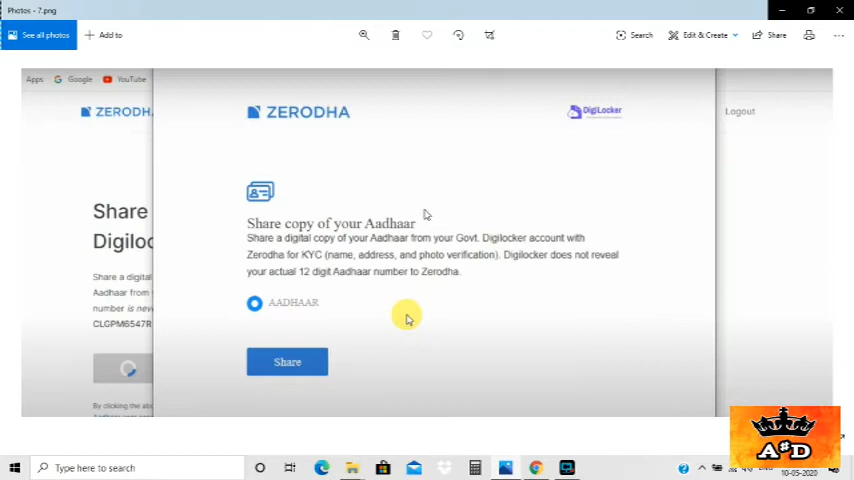 Photos - 7.png
See all photos
Add to
Search
Edit & Create
Share
Apps
Google
YouTube
ZERODHA
ZERODHA
DigiLocker
Logout
Share
Digiloc
Share a digital
Aadhaar from
number is neve
CLGPM6547R
By clicking the abo
Share copy of your Aadhaar
Share a digital copy of your Aadhaar from your Govt. Digilocker account with
Zerodha for KYC (name, address, and photo verification). Digilocker does not reveal
your actual 12 digit Aadhaar number to Zerodha.
AADHAAR
Share
A#D
Type here to search
10-05-2020